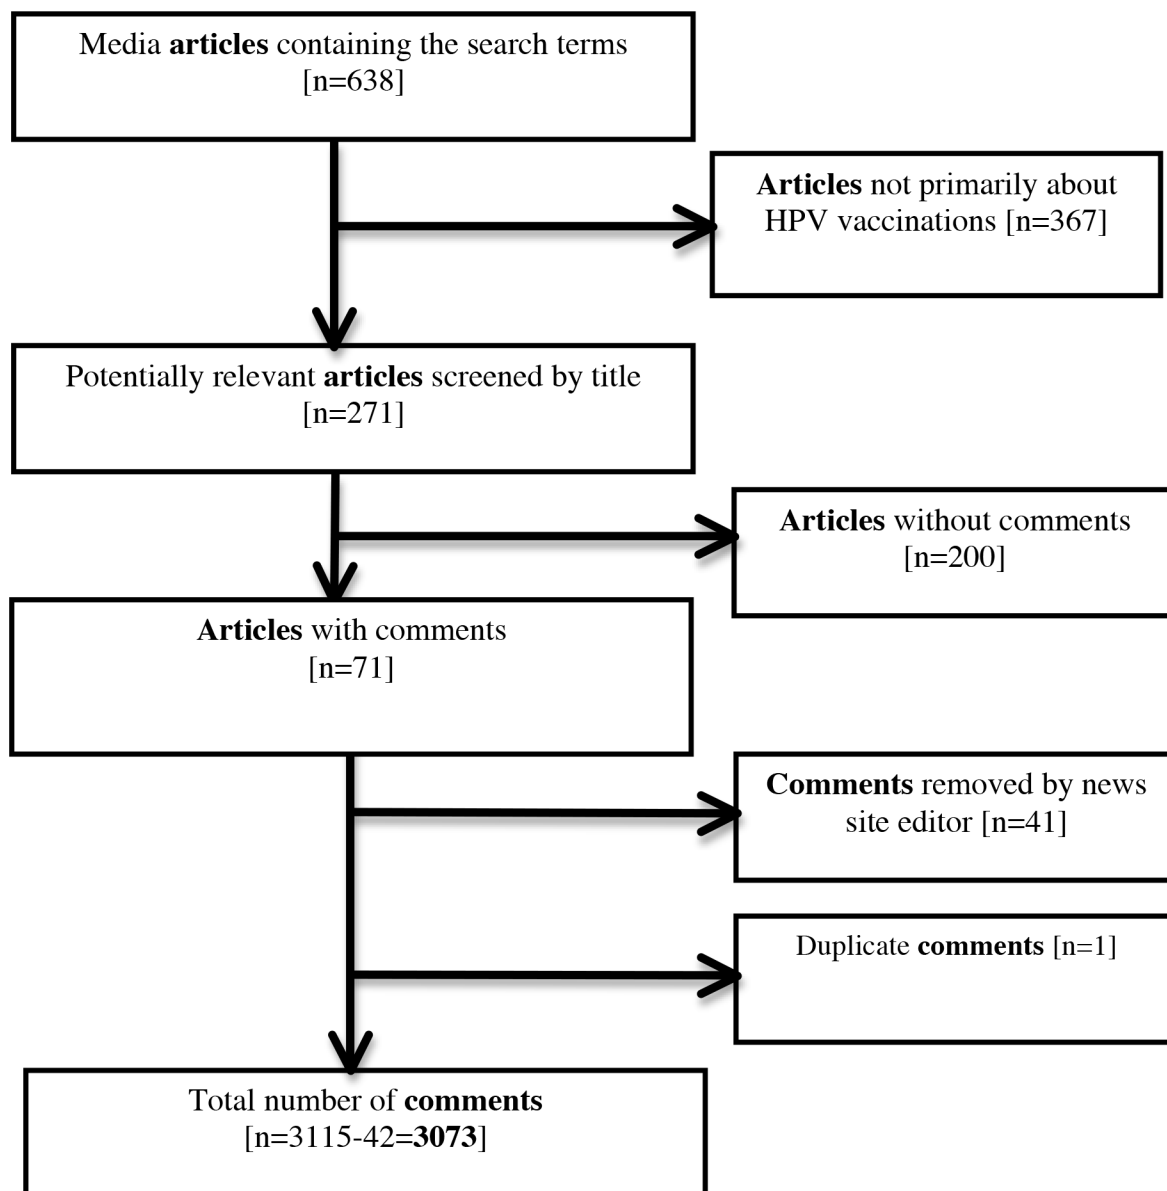 Media articles containing the search terms
[n=638]
Articles not primarily about
HPV vaccinations [n=367]
Potentially relevant articles screened by title
[n=271]
Articles without comments
[n=200]
Articles with comments
[n=71]
Comments removed by news
site editor [n=41]
Duplicate comments [n=1]
Total number of comments
[n=3115-42=3073]